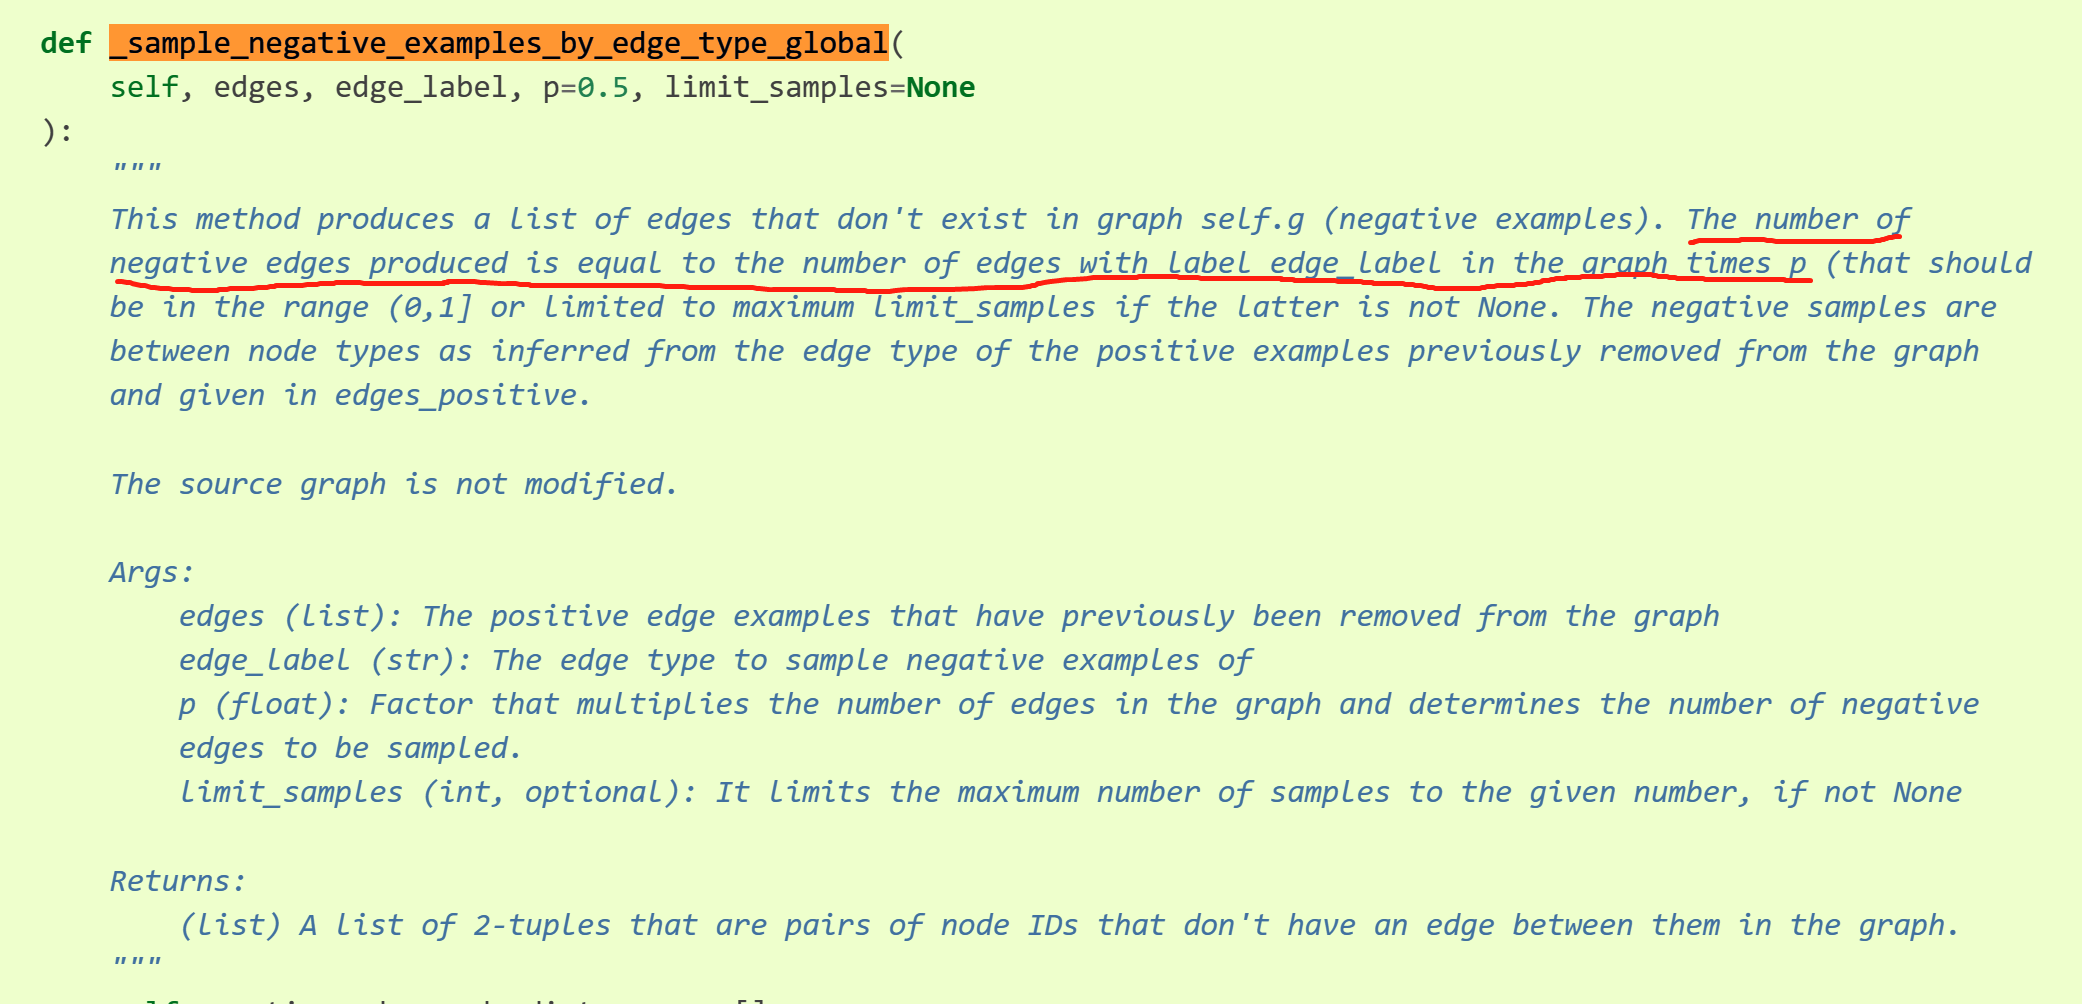 def _sample_negative_examples_by_edge_type_global(
self, edges, edge_label, p=0.5, limit_samples=None
):
"""
This method produces a list of edges that don't exist in graph self.g (negative examples). The number of
negative edges produced is equal to the number of edges with label edge_label in the graph times p (that should
be in the range (0,1] or limited to maximum limit_samples if the latter is not None. The negative samples are
between node types as inferred from the edge type of the positive examples previously removed from the graph
and given in edges_positive.
The source graph is not modified.
Args:
edges (list): The positive edge examples that have previously been removed from the graph
edge_label (str): The edge type to sample negative examples of
p (float): Factor that multiplies the number of edges in the graph and determines the number of negative
edges to be sampled.
limit_samples (int, optional): It limits the maximum number of samples to the given number, if not None
Returns:
(list) A list of 2-tuples that are pairs of node IDs that don't have an edge between them in the graph.
"""